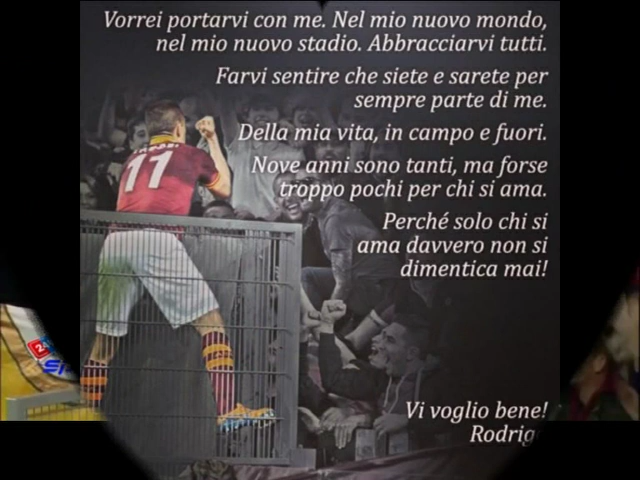 Vorrei portarvi con me. Nel mio nuovo mondo,
nel mio nuovo stadio. Abbracciarvi tutti.
Farvi sentire che siete e sarete per
sempre parte di me.
Della mia vita, in campo e fuori.
Nove anni sono tanti, ma forse
troppo pochi per chi si ama.
Perché solo chi si
ama davvero non si
dimentica mai!
11
2
Vi voglio bene!